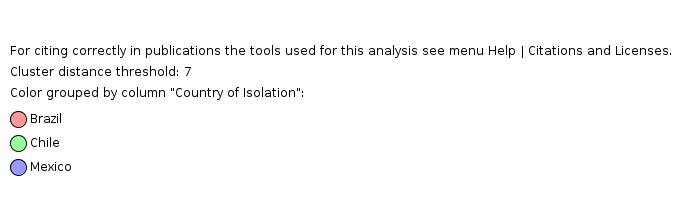 For citing correctly in publications the tools used for this analysis see menu Help | Citations and Licenses.
Cluster distance threshold: 7
Color grouped by column "Country of Isolation":
Brazil
Chile
Mexico